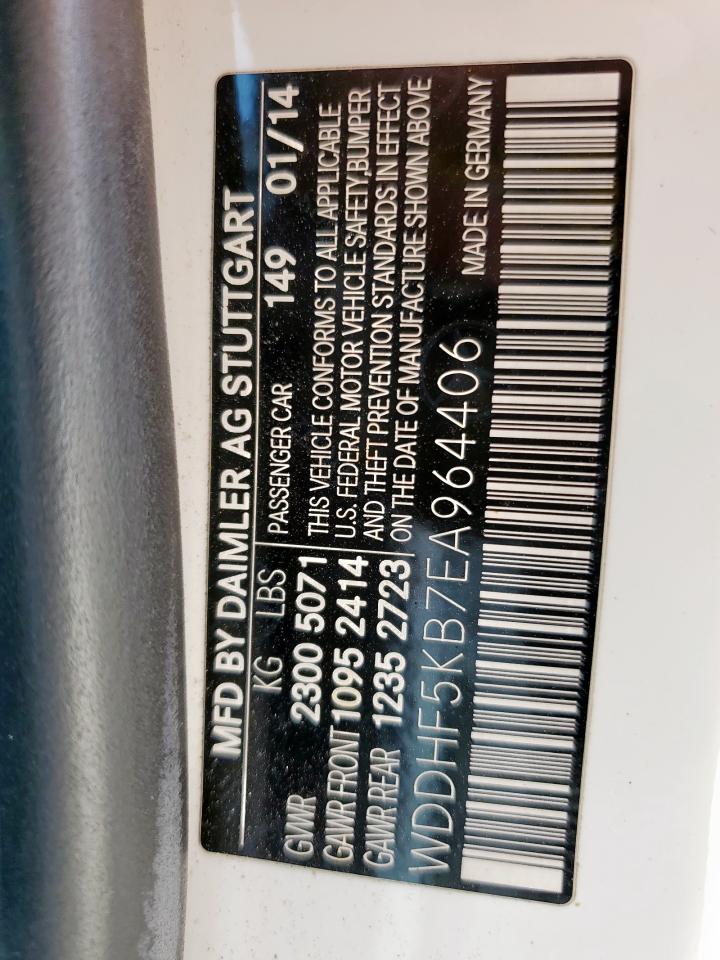 MFD BY DAIMLER AG STUTTGART
KG LBS PASSENGER CAR 149 01/14
GVWR 2300 5071
GAWR FRONT 1095 2414
GAWR REAR 1235 2723
THIS VEHICLE CONFORMS TO ALL APPLICABLE
U.S. FEDERAL MOTOR VEHICLE SAFETY,BUMPER
AND THEFT PREVENTION STANDARDS IN EFFECT
ON THE DATE OF MANUFACTURE SHOWN ABOVE
WDDHF5KB7EA964406 MADE IN GERMANY